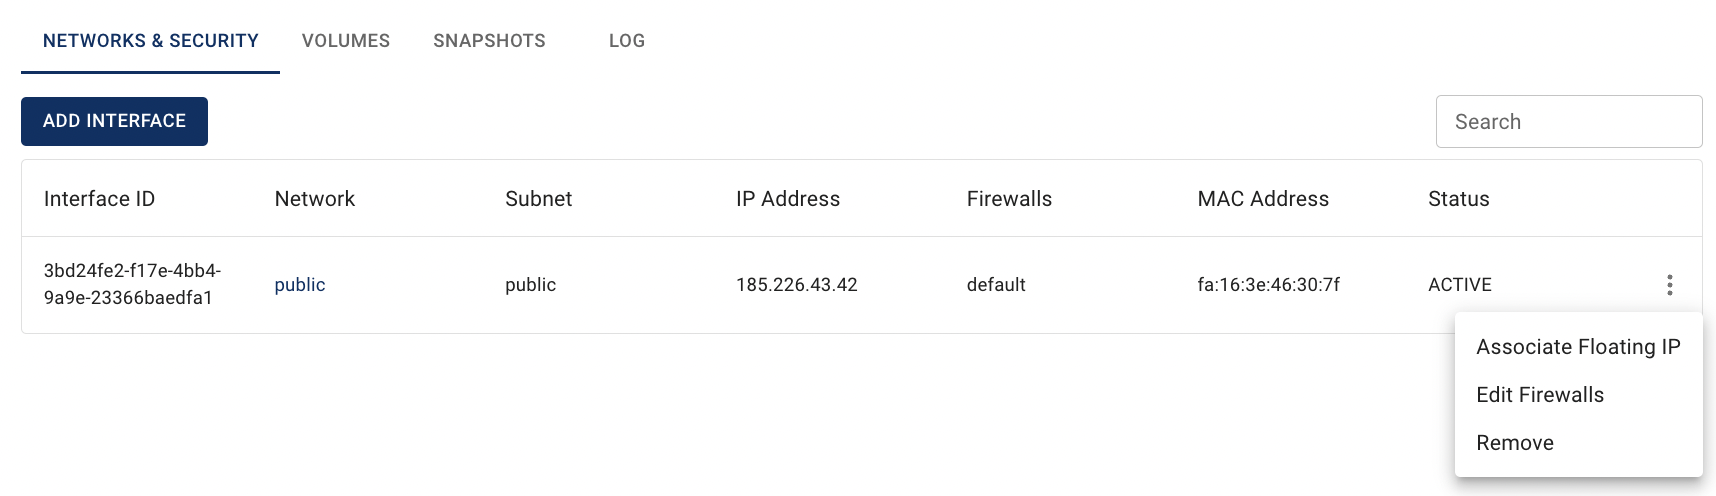 NETWORKS & SECURITY VOLUMES SNAPSHOTS LOG
ADD INTERFACE Search
Interface ID Network Subnet IP Address Firewalls MAC Address Status
3bd24fe2-f17e-4bb4-
9a9e-23366baedfa1 public public 185.226.43.42 default fa:16:3e:46:30:7f ACTIVE
Associate Floating IP
Edit Firewalls
Remove